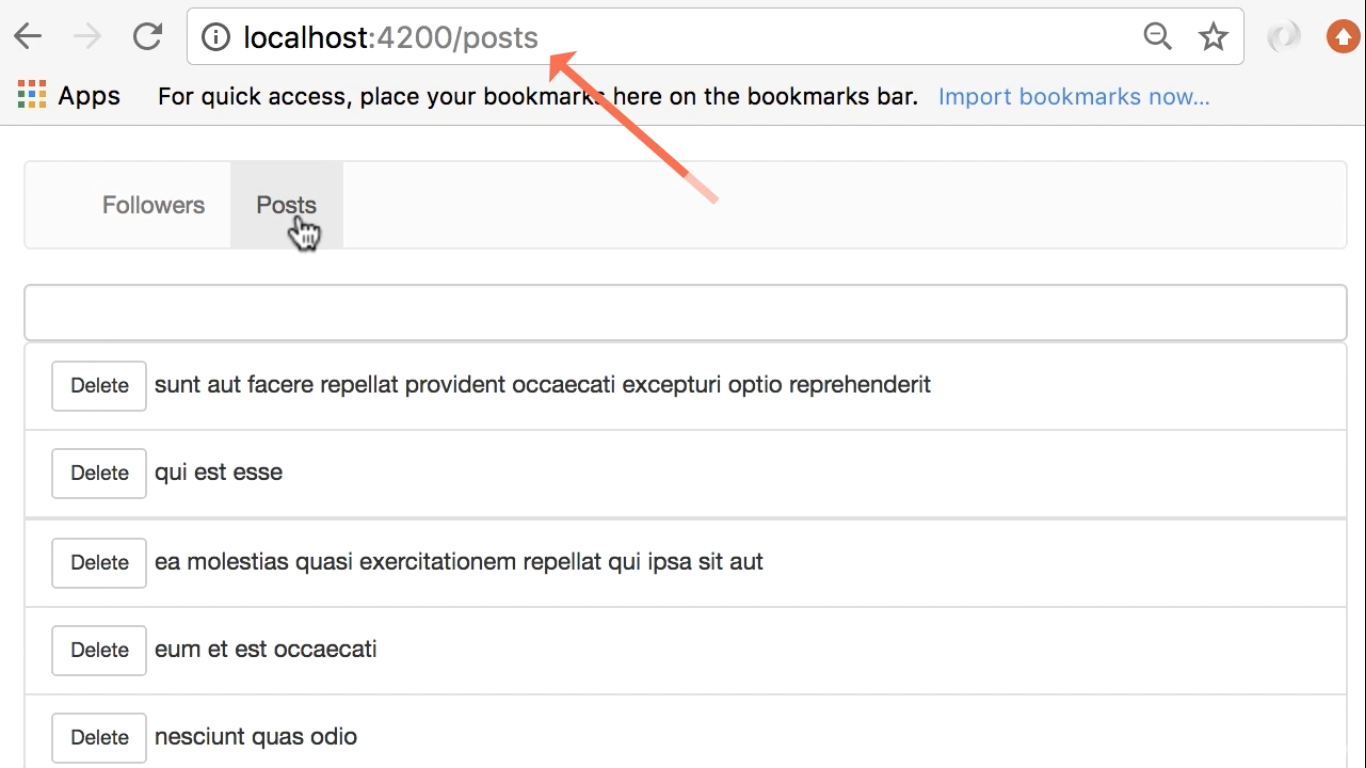 localhost:4200/posts
Apps For quick access, place your bookmarks here on the bookmarks bar. Import bookmarks now...
Followers Posts
Delete sunt aut facere repellat provident occaecati excepturi optio reprehenderit
Delete qui est esse
Delete ea molestias quasi exercitationem repellat qui ipsa sit aut
Delete eum et est occaecati
Delete nesciunt quas odio